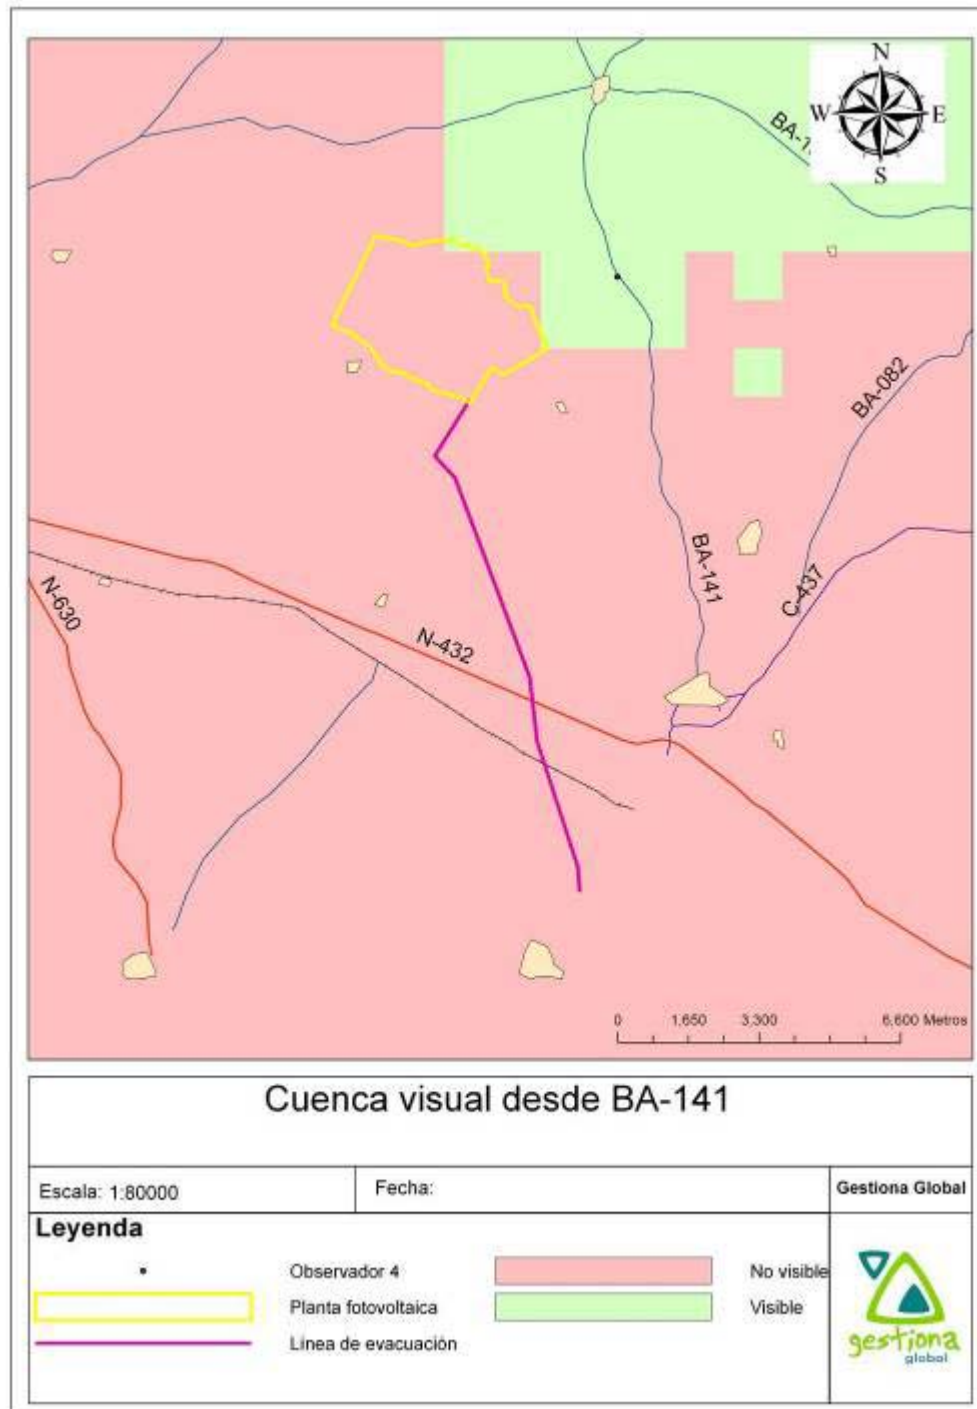 N
W E
S
BA-1
BA-082
BA-141
C-437
N-630
N-432
0 1.650 3.300 6.600 Metros
Cuenca visual desde BA-141
Escala: 1:80000
Fecha:
Gestiona Global
Leyenda
Observador 4
No visible
Planta fotovoltaica
Visible
Línea de evacuación
gestiona
global